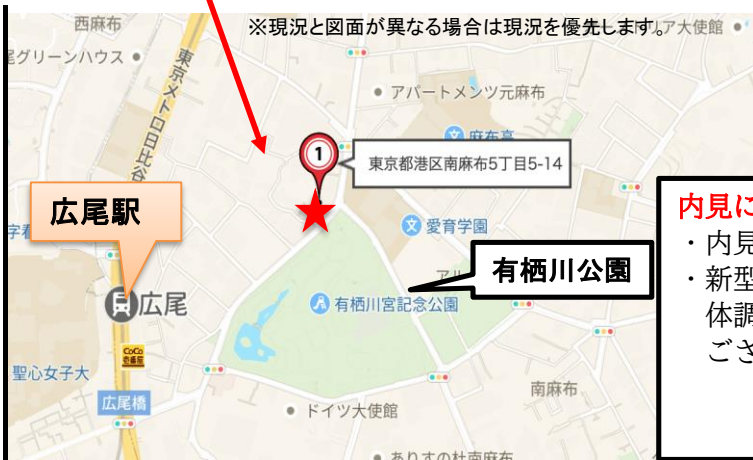 西麻布
※現況と図面が異なる場合は現況を優先します。
ア大使館
グリーンハウス
東京メトロ日比谷
アパートメンツ元麻布
麻布高
1
東京都港区南麻布5丁目5-14
広尾駅
内見に
・内見
愛育学園
有栖川公園
・新型
体調
ござ
広尾
有栖川宮記念公園
CoCo
壱番屋
聖心女子大
広尾橋
南麻布
ドイツ大使館
ありすの杜南麻布